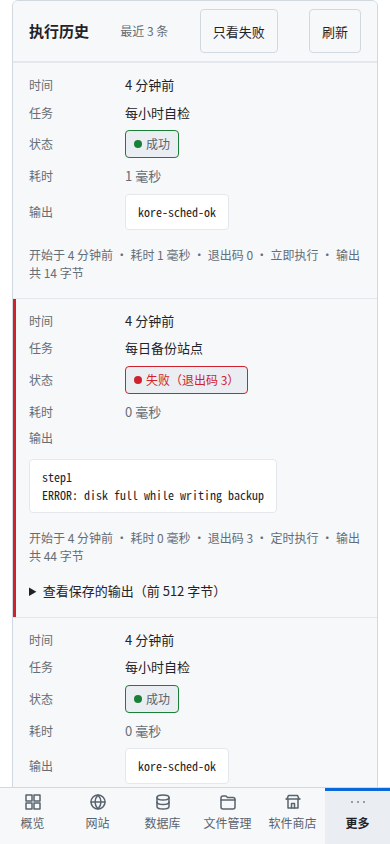 执行历史 最近 3 条 只看失败 刷新
时间 4 分钟前
任务 每小时自检
状态 成功
耗时 1 毫秒
输出 kore-sched-ok
开始于 4 分钟前 · 耗时 1 毫秒 · 退出码 0 · 立即执行 · 输出
共 14 字节
时间 4 分钟前
任务 每日备份站点
状态 失败（退出码 3）
耗时 0 毫秒
输出
step1
ERROR: disk full while writing backup
开始于 4 分钟前 · 耗时 0 毫秒 · 退出码 3 · 定时执行 · 输出
共 44 字节
查看保存的输出（前 512 字节）
时间 4 分钟前
任务 每小时自检
状态 成功
耗时 0 毫秒
输出 kore-sched-ok
概览 网站 数据库 文件管理 软件商店 更多